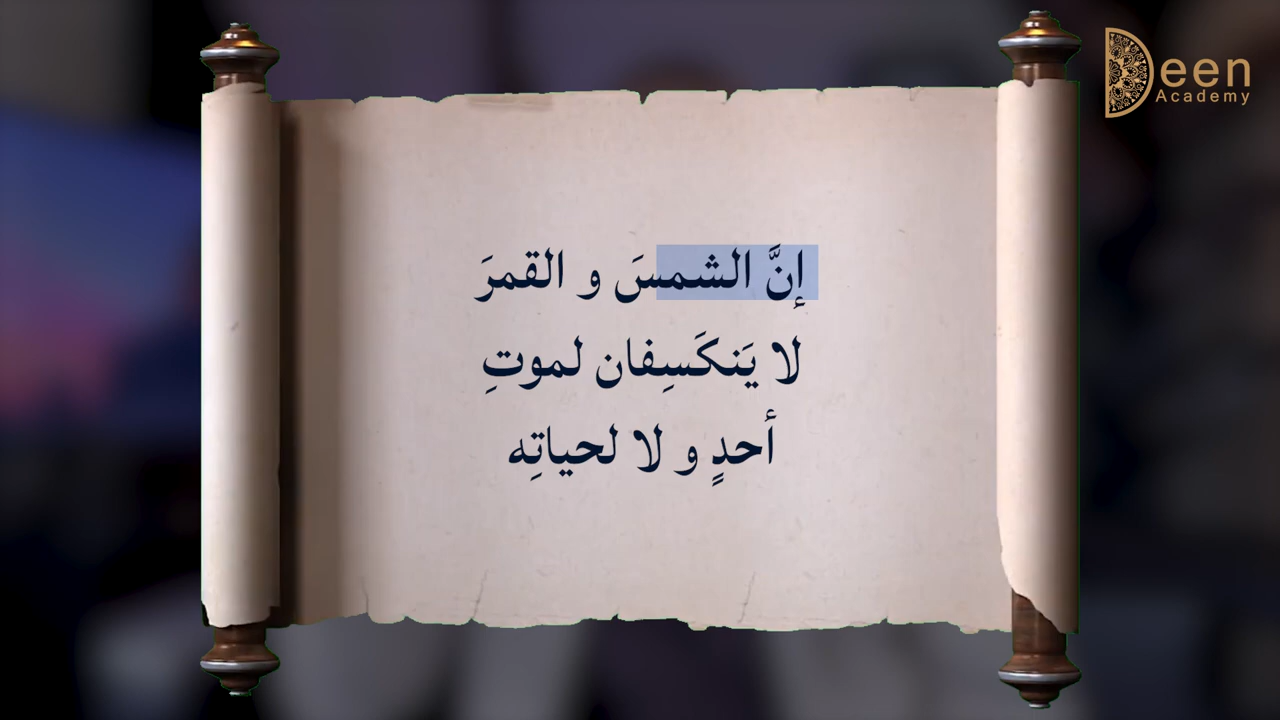 Deen
Academy
إنَّ الشمسَ و القمرَ
لا يَنكَسِفان لموتِ
أحدٍ و لا لحياتِه